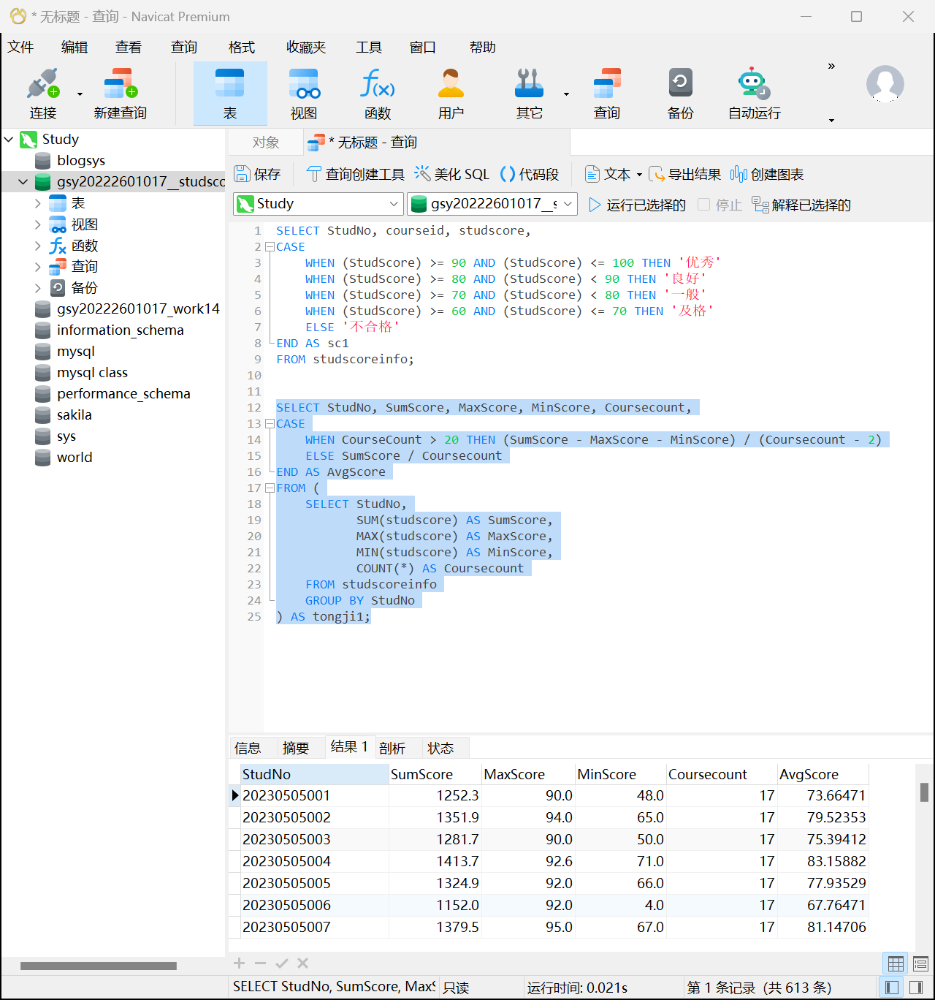 * 无标题 - 查询 - Navicat Premium
文件 编辑 查看 查询 格式 收藏夹 工具 窗口 帮助
»
连接 新建查询 表 视图 函数 用户 其它 查询 备份 自动运行
Study
blogsys
gsy20222601017__studsco
表
视图
函数
查询
备份
gsy20222601017_work14
information_schema
mysql
mysql class
performance_schema
sakila
sys
world
对象 * 无标题 - 查询
保存 查询创建工具 美化 SQL () 代码段 文本 导出结果 创建图表
Study gsy20222601017__s 运行已选择的 停止 解释已选择的
1 SELECT StudNo, courseid, studscore,
2 CASE
3 WHEN (StudScore) >= 90 AND (StudScore) <= 100 THEN '优秀'
4 WHEN (StudScore) >= 80 AND (StudScore) < 90 THEN '良好'
5 WHEN (StudScore) >= 70 AND (StudScore) < 80 THEN '一般'
6 WHEN (StudScore) >= 60 AND (StudScore) <= 70 THEN '及格'
7 ELSE '不合格'
8 END AS sc1
9 FROM studscoreinfo;
10
11
12 SELECT StudNo, SumScore, MaxScore, MinScore, Coursecount,
13 CASE
14 WHEN CourseCount > 20 THEN (SumScore - MaxScore - MinScore) / (Coursecount - 2)
15 ELSE SumScore / Coursecount
16 END AS AvgScore
17 FROM (
18 SELECT StudNo,
19 SUM(studscore) AS SumScore,
20 MAX(studscore) AS MaxScore,
21 MIN(studscore) AS MinScore,
22 COUNT(*) AS Coursecount
23 FROM studscoreinfo
24 GROUP BY StudNo
25 ) AS tongji1;
信息 摘要 结果 1 剖析 状态
StudNo SumScore MaxScore MinScore Coursecount AvgScore
20230505001 1252.3 90.0 48.0 17 73.66471
20230505002 1351.9 94.0 65.0 17 79.52353
20230505003 1281.7 90.0 50.0 17 75.39412
20230505004 1413.7 92.6 71.0 17 83.15882
20230505005 1324.9 92.0 66.0 17 77.93529
20230505006 1152.0 92.0 4.0 17 67.76471
20230505007 1379.5 95.0 67.0 17 81.14706
SELECT StudNo, SumScore, MaxS 只读 运行时间: 0.021s 第 1 条记录（共 613 条）